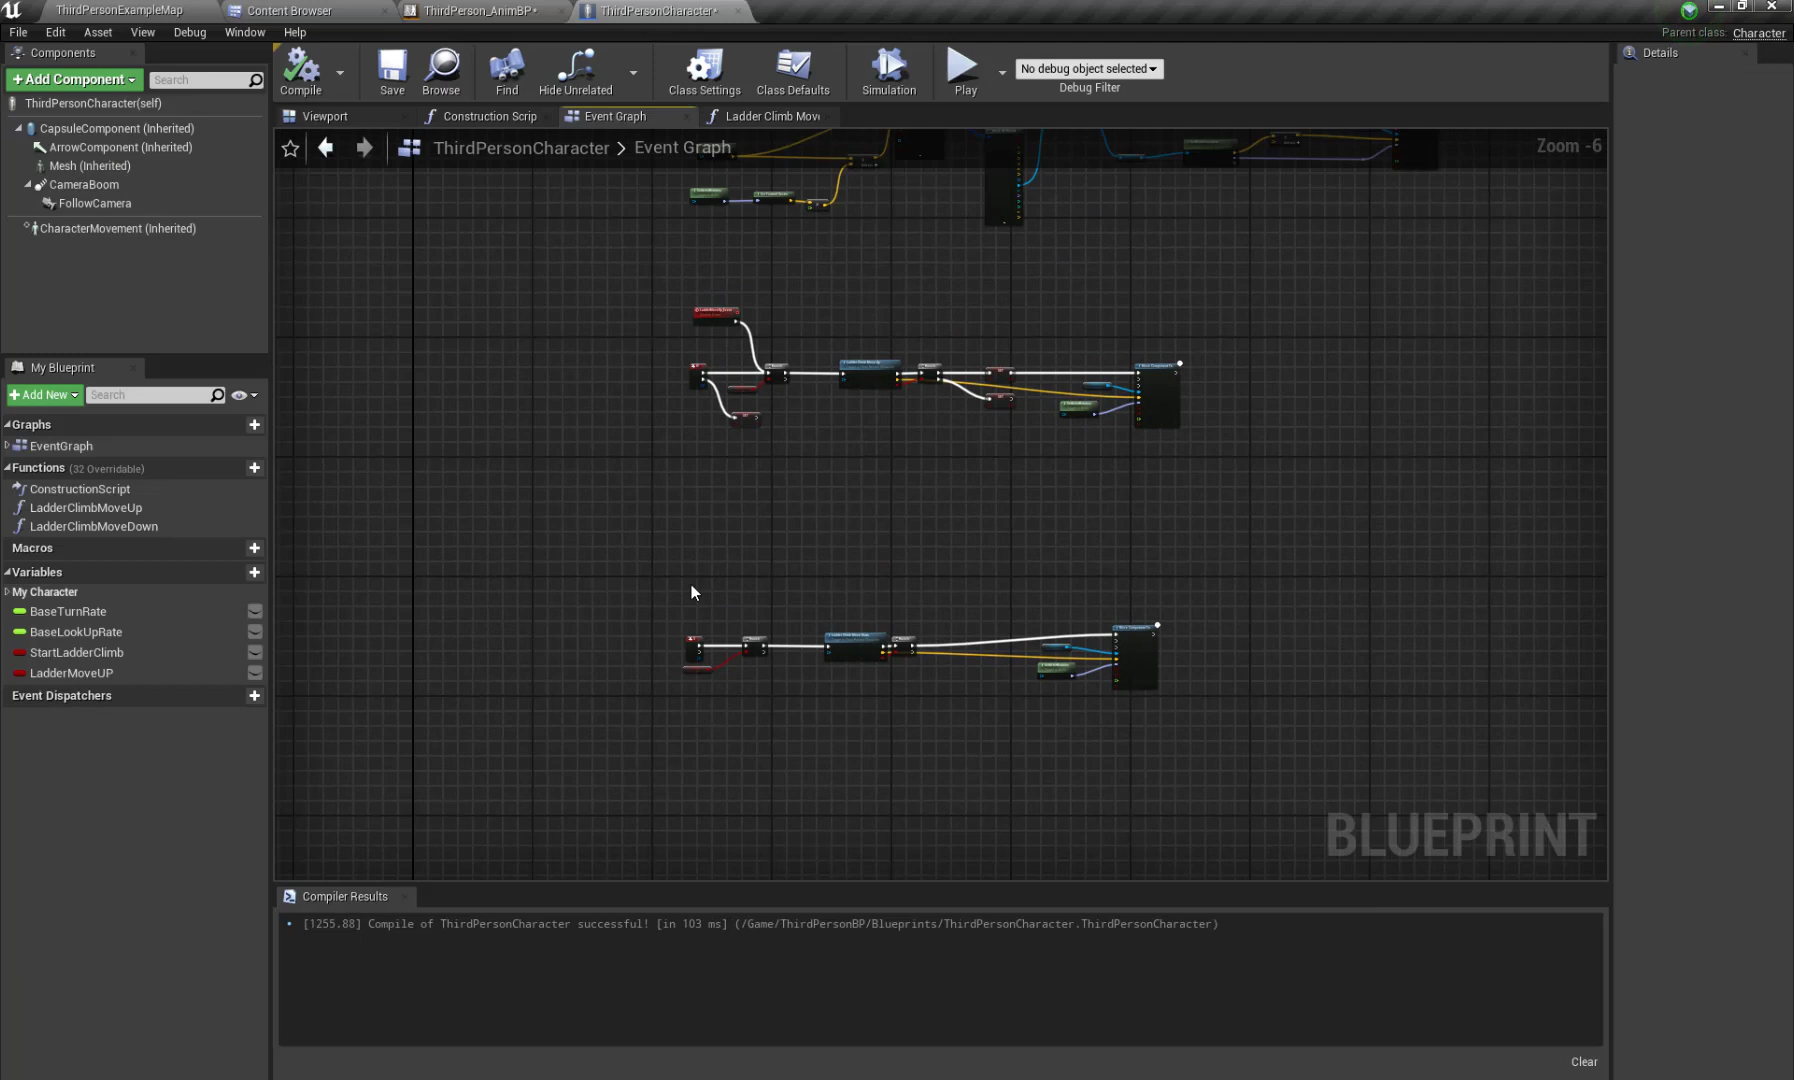 ThirdPersonExampleMap
Content Browser
ThirdPerson_AnimBP*
ThirdPersonCharacter*
File Edit Asset View Debug Window Help
Parent class: Character
Components
Details
+Add Component
Search
ThirdPersonCharacter(self)
CapsuleComponent (Inherited)
ArrowComponent (Inherited)
Mesh (Inherited)
CameraBoom
FollowCamera
CharacterMovement (Inherited)
Compile
Save
Browse
Find
Hide Unrelated
Class Settings
Class Defaults
Simulation
Play
No debug object selected
Debug Filter
Viewport
Construction Scrip
Event Graph
Ladder Climb Move
ThirdPersonCharacter > Event Graph
Zoom -6
My Blueprint
+Add New
Search
Graphs
EventGraph
Functions (32 Overridable)
ConstructionScript
LadderClimbMoveUp
LadderClimbMoveDown
Macros
Variables
My Character
BaseTurnRate
BaseLookUpRate
StartLadderClimb
LadderMoveUP
Event Dispatchers
BLUEPRINT
Compiler Results
[1255.88] Compile of ThirdPersonCharacter successful! [in 103 ms] (/Game/ThirdPersonBP/Blueprints/ThirdPersonCharacter.ThirdPersonCharacter)
Clear